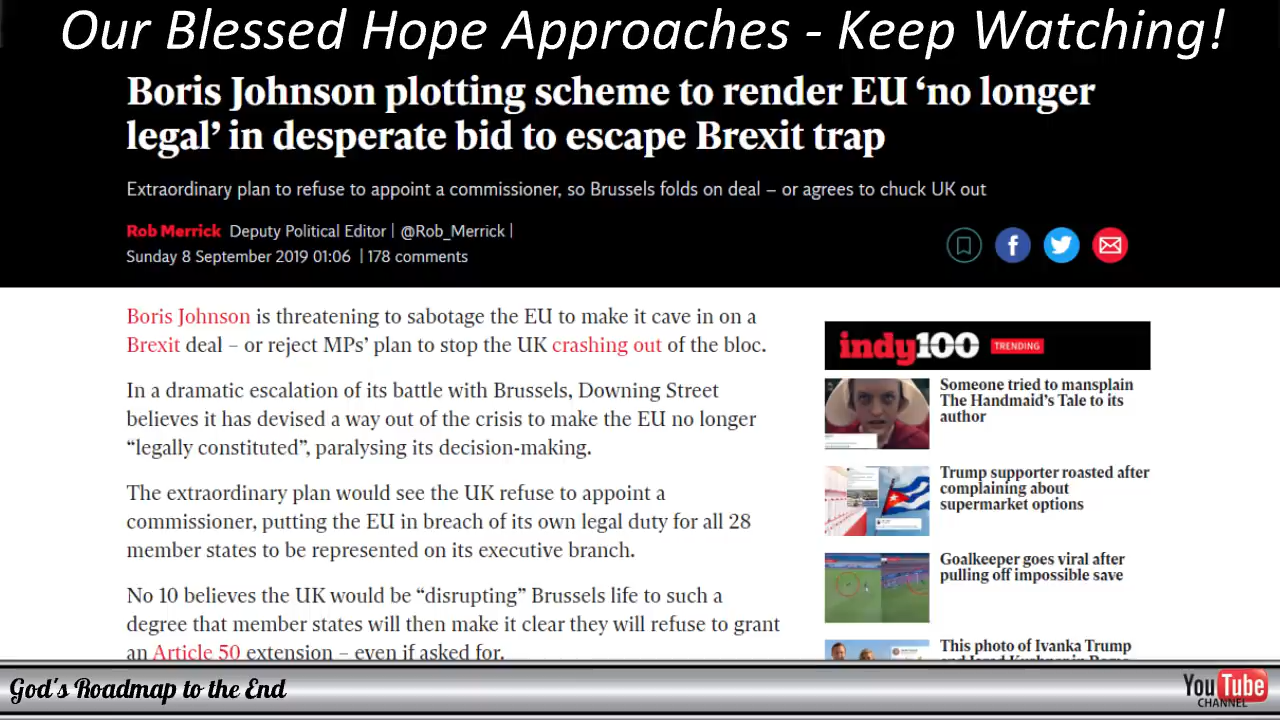 Our Blessed Hope Approaches - Keep Watching!
Boris Johnson plotting scheme to render EU ‘no longer
legal’ in desperate bid to escape Brexit trap
Extraordinary plan to refuse to appoint a commissioner, so Brussels folds on deal – or agrees to chuck UK out
Rob Merrick Deputy Political Editor | @Rob_Merrick |
Sunday 8 September 2019 01:06 | 178 comments
Boris Johnson is threatening to sabotage the EU to make it cave in on a
Brexit deal – or reject MPs’ plan to stop the UK crashing out of the bloc.
In a dramatic escalation of its battle with Brussels, Downing Street
believes it has devised a way out of the crisis to make the EU no longer
“legally constituted”, paralysing its decision-making.
The extraordinary plan would see the UK refuse to appoint a
commissioner, putting the EU in breach of its own legal duty for all 28
member states to be represented on its executive branch.
No 10 believes the UK would be “disrupting” Brussels life to such a
degree that member states will then make it clear they will refuse to grant
an Article 50 extension – even if asked for.
indy100 TRENDING
Someone tried to mansplain
The Handmaid’s Tale to its
author
Trump supporter roasted after
complaining about
supermarket options
Goalkeeper goes viral after
pulling off impossible save
This photo of Ivanka Trump
and Jared Kushner in Rome
God's Roadmap to the End
YouTube
CHANNEL